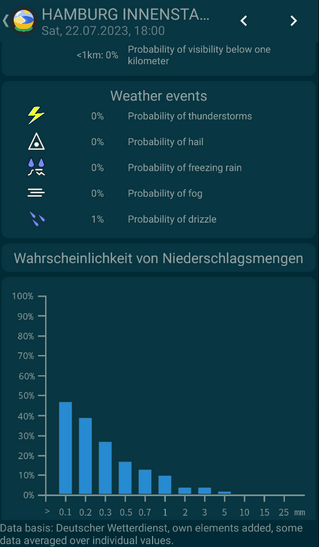 HAMBURG INNENSTA...
Sat, 22.07.2023, 18:00
<1km: 0% Probability of visibility below one
kilometer
Weather events
0% Probability of thunderstorms
0% Probability of hail
0% Probability of freezing rain
0% Probability of fog
1% Probability of drizzle
Wahrscheinlichkeit von Niederschlagsmengen
100%
90%
80%
70%
60%
50%
40%
30%
20%
10%
0%
> 0.1 0.2 0.3 0.5 0.7 1 2 3 5 10 15 25 mm
Data basis: Deutscher Wetterdienst, own elements added, some
data averaged over individual values.